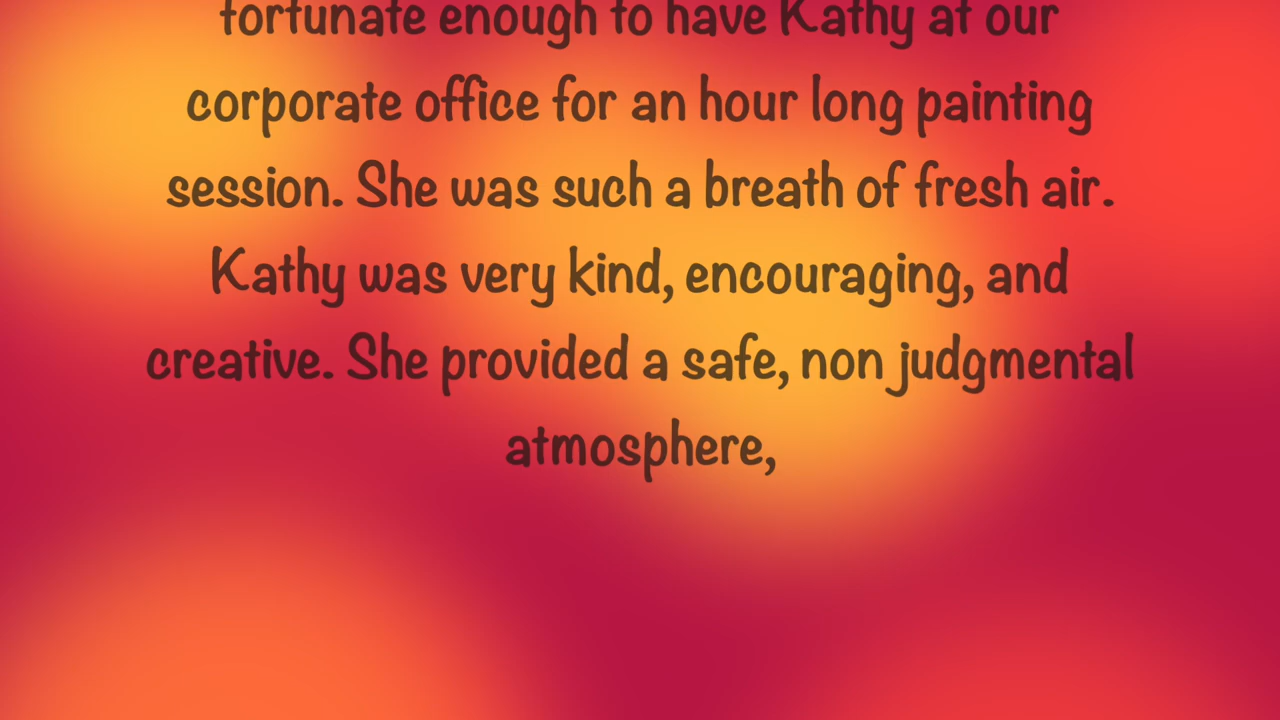 fortunate enough to have Kathy at our
corporate office for an hour long painting
session. She was such a breath of fresh air.
Kathy was very kind, encouraging, and
creative. She provided a safe, non judgmental
atmosphere,